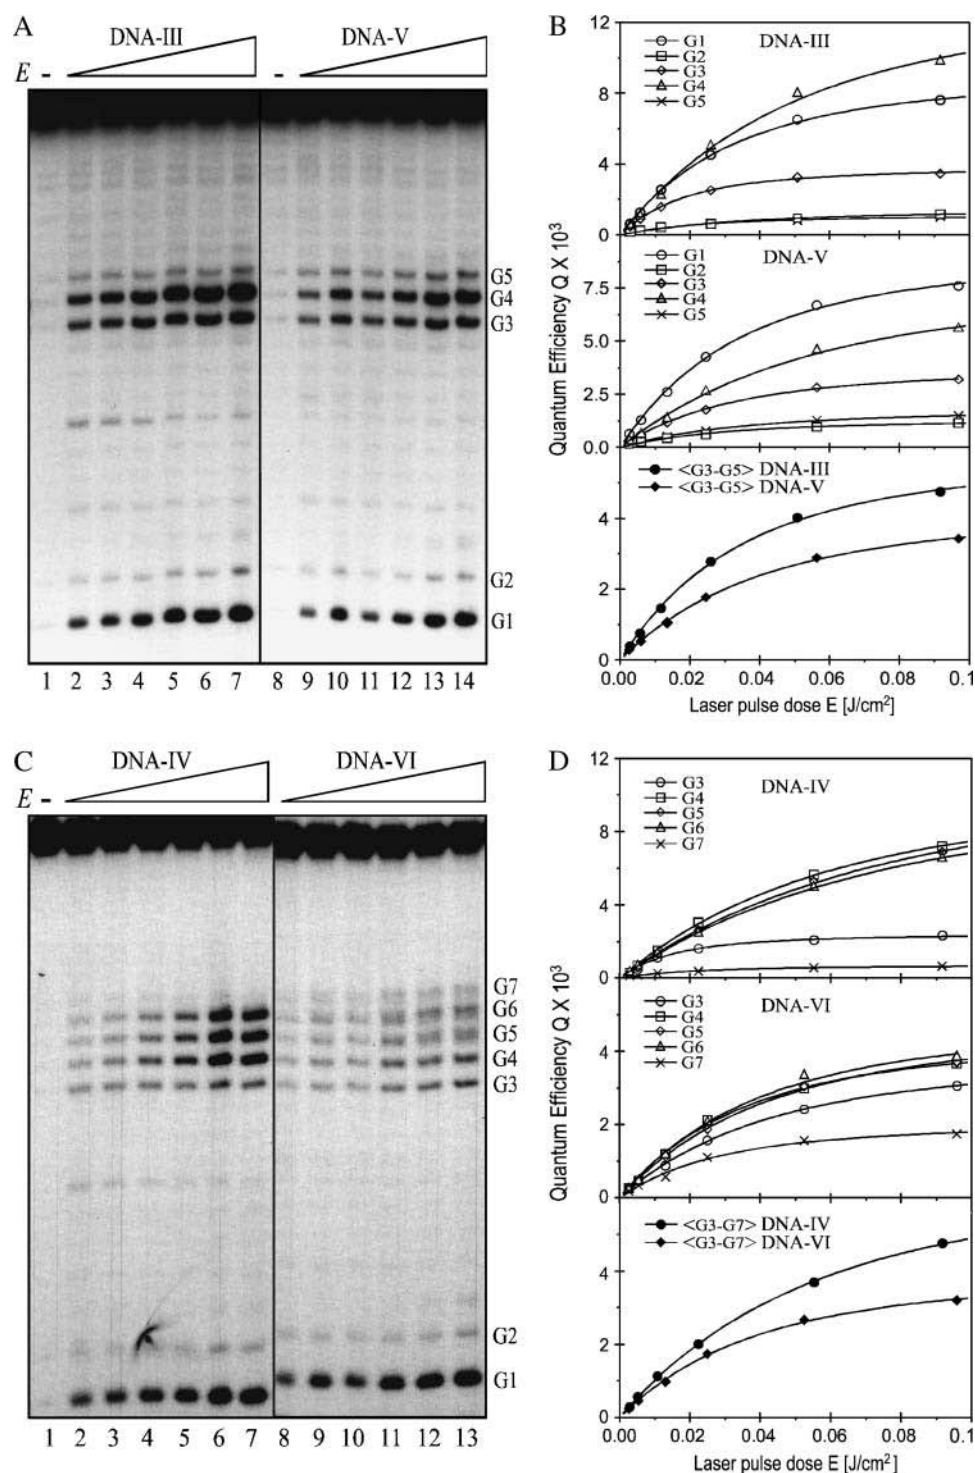 A
DNA-III
DNA-V
E
-
-
G5
G4
G3
G2
G1
1 2 3 4 5 6 7 8 9 10 11 12 13 14
B
12
8
4
0
G1
G2
G3
G4
G5
DNA-III
7.5
5.0
2.5
0.0
G1
G2
G3
G4
G5
DNA-V
Quantum Efficiency Q X 10³
4
2
0
<G3-G5> DNA-III
<G3-G5> DNA-V
0.00 0.02 0.04 0.06 0.08 0.1
Laser pulse dose E [J/cm²]
C
DNA-IV
DNA-VI
E
-
G7
G6
G5
G4
G3
G2
G1
1 2 3 4 5 6 7 8 9 10 11 12 13
D
12
8
4
0
G3
G4
G5
G6
G7
DNA-IV
4
2
0
G3
G4
G5
G6
G7
DNA-VI
Quantum Efficiency Q X 10³
4
2
0
<G3-G7> DNA-IV
<G3-G7> DNA-VI
0.00 0.02 0.04 0.06 0.08 0.1
Laser pulse dose E [J/cm²]